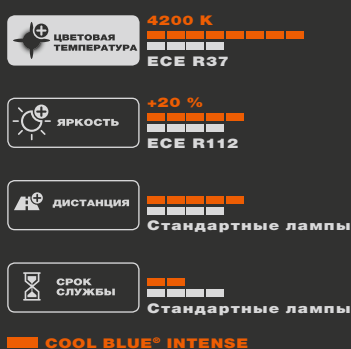 ЦВЕТОВАЯ
ТЕМПЕРАТУРА
4200 K
ECE R37
ЯРКОСТЬ
+20 %
ECE R112
ДИСТАНЦИЯ
Стандартные лампы
СРОК
СЛУЖБЫ
Стандартные лампы
COOL BLUE® INTENSE